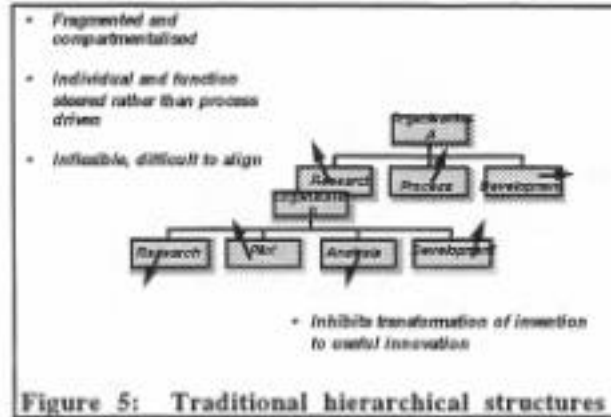 • Fragmented and
compartmentalised
• Individual and function
steered rather than process
driven
• Inflexible, difficult to align
Research
Process
Development
Research
Pilot
Analysis
Development
• Inhibits transformation of invention
to useful innovation
Figure 5: Traditional hierarchical structures